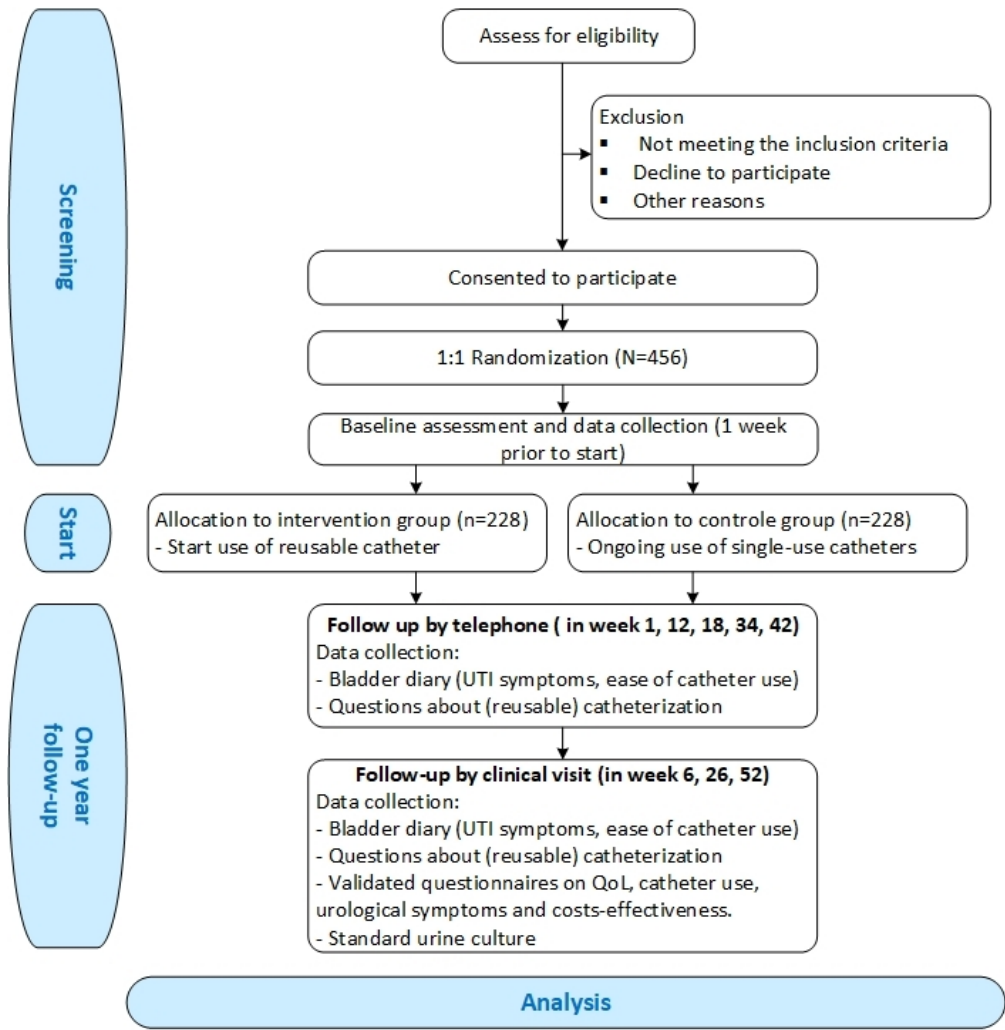 Screening
Assess for eligibility
Exclusion
▪ Not meeting the inclusion criteria
▪ Decline to participate
▪ Other reasons
Consented to participate
1:1 Randomization (N=456)
Baseline assessment and data collection (1 week
prior to start)
Start
Allocation to intervention group (n=228)
- Start use of reusable catheter
Allocation to controle group (n=228)
- Ongoing use of single-use catheters
One year
follow-up
Follow up by telephone ( in week 1, 12, 18, 34, 42)
Data collection:
- Bladder diary (UTI symptoms, ease of catheter use)
- Questions about (reusable) catheterization
Follow-up by clinical visit (in week 6, 26, 52)
Data collection:
- Bladder diary (UTI symptoms, ease of catheter use)
- Questions about (reusable) catheterization
- Validated questionnaires on QoL, catheter use,
urological symptoms and costs-effectiveness.
- Standard urine culture
Analysis